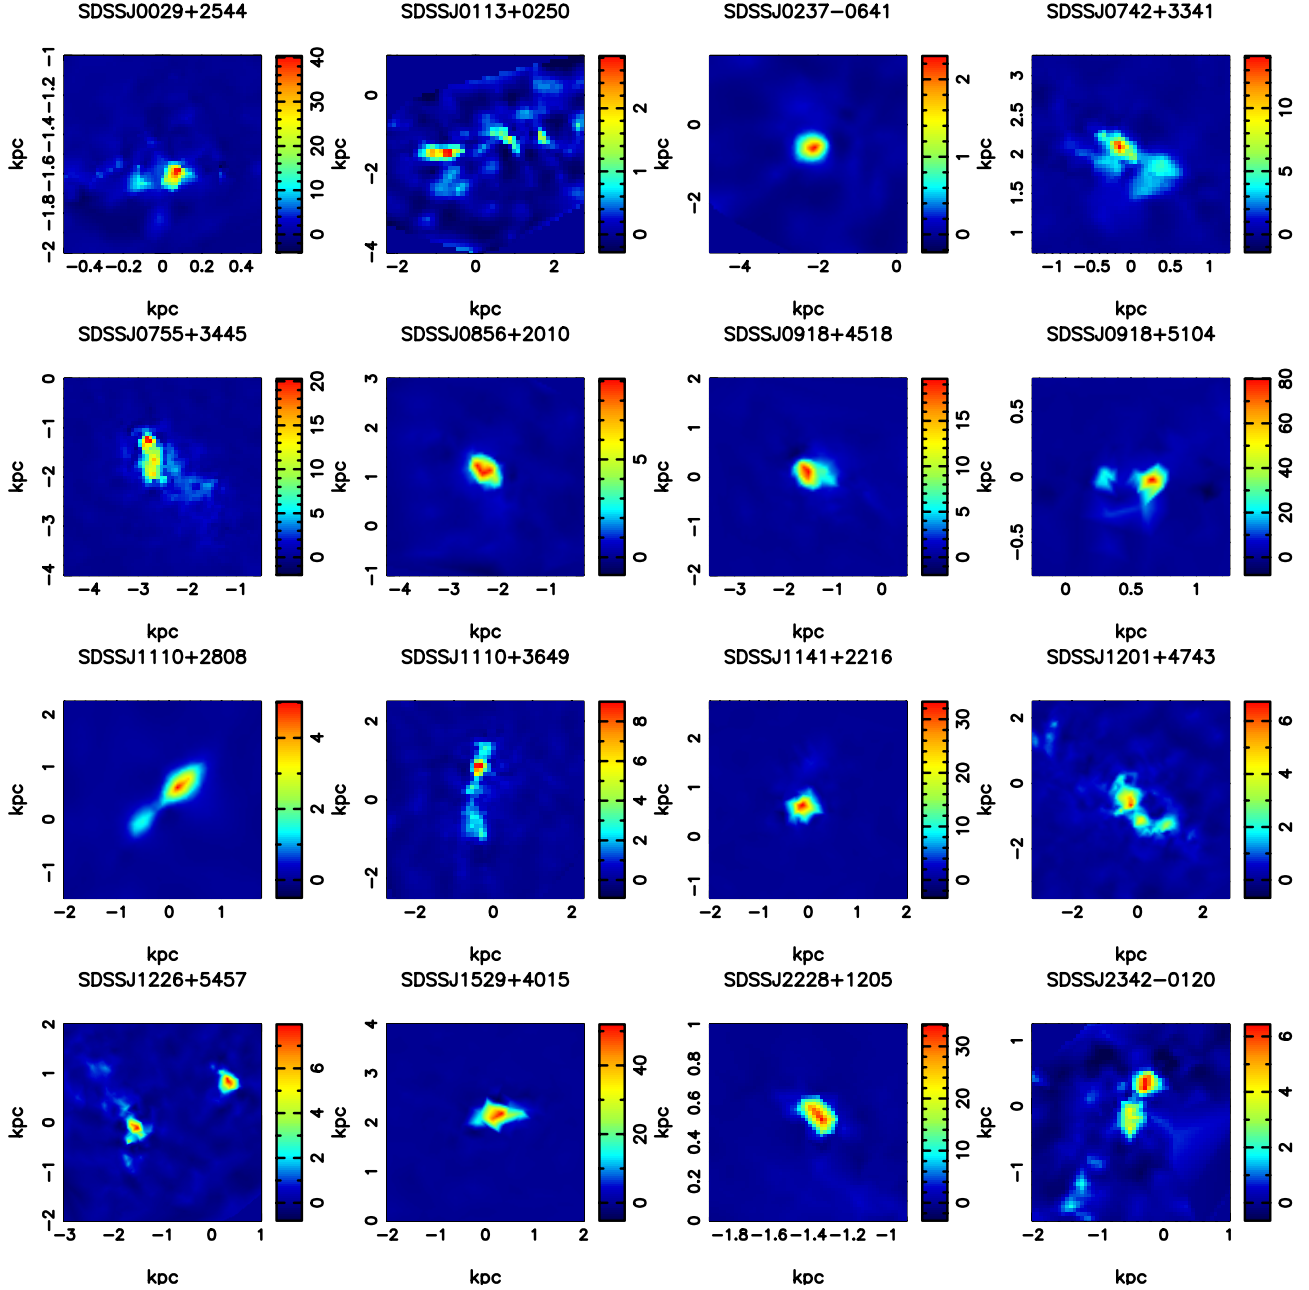 SDSSJ0029+2544 SDSSJ0113+0250 SDSSJ0237−0641 SDSSJ0742+3341
kpc −2 −1.8 −1.6 −1.4 −1.2 −1 0 10 20 30 40
kpc −4 −2 0 0 1 2
kpc −2 0 0 1 2
kpc 1 1.5 2 2.5 3 0 5 10
−0.4 −0.2 0 0.2 0.4 −2 0 2 −4 −2 0 −1 −0.5 0 0.5 1
kpc kpc kpc kpc
SDSSJ0755+3445 SDSSJ0856+2010 SDSSJ0918+4518 SDSSJ0918+5104
kpc −4 −3 −2 −1 0 0 5 10 15 20
kpc −1 0 1 2 3 0 5
kpc −2 −1 0 1 2 0 5 10 15
kpc −0.5 0 0.5 0 20 40 60 80
−4 −3 −2 −1 −4 −3 −2 −1 −3 −2 −1 0 0 0.5 1
kpc kpc kpc kpc
SDSSJ1110+2808 SDSSJ1110+3649 SDSSJ1141+2216 SDSSJ1201+4743
kpc −1 0 1 2 0 2 4
kpc −2 0 2 0 2 4 6 8
kpc −1 0 1 2 0 10 20 30
kpc −2 0 2 0 2 4 6
−2 −1 0 1 −2 0 2 −2 −1 0 1 2 −2 0 2
kpc kpc kpc kpc
SDSSJ1226+5457 SDSSJ1529+4015 SDSSJ2228+1205 SDSSJ2342−0120
kpc −2 −1 0 1 2 0 2 4 6
kpc 0 1 2 3 4 0 20 40
kpc 0 0.2 0.4 0.6 0.8 1 0 10 20 30
kpc −1 0 1 0 2 4 6
−3 −2 −1 0 1 −2 −1 0 1 2 −1.8 −1.6 −1.4 −1.2 −1 −2 −1 0 1
kpc kpc kpc kpc